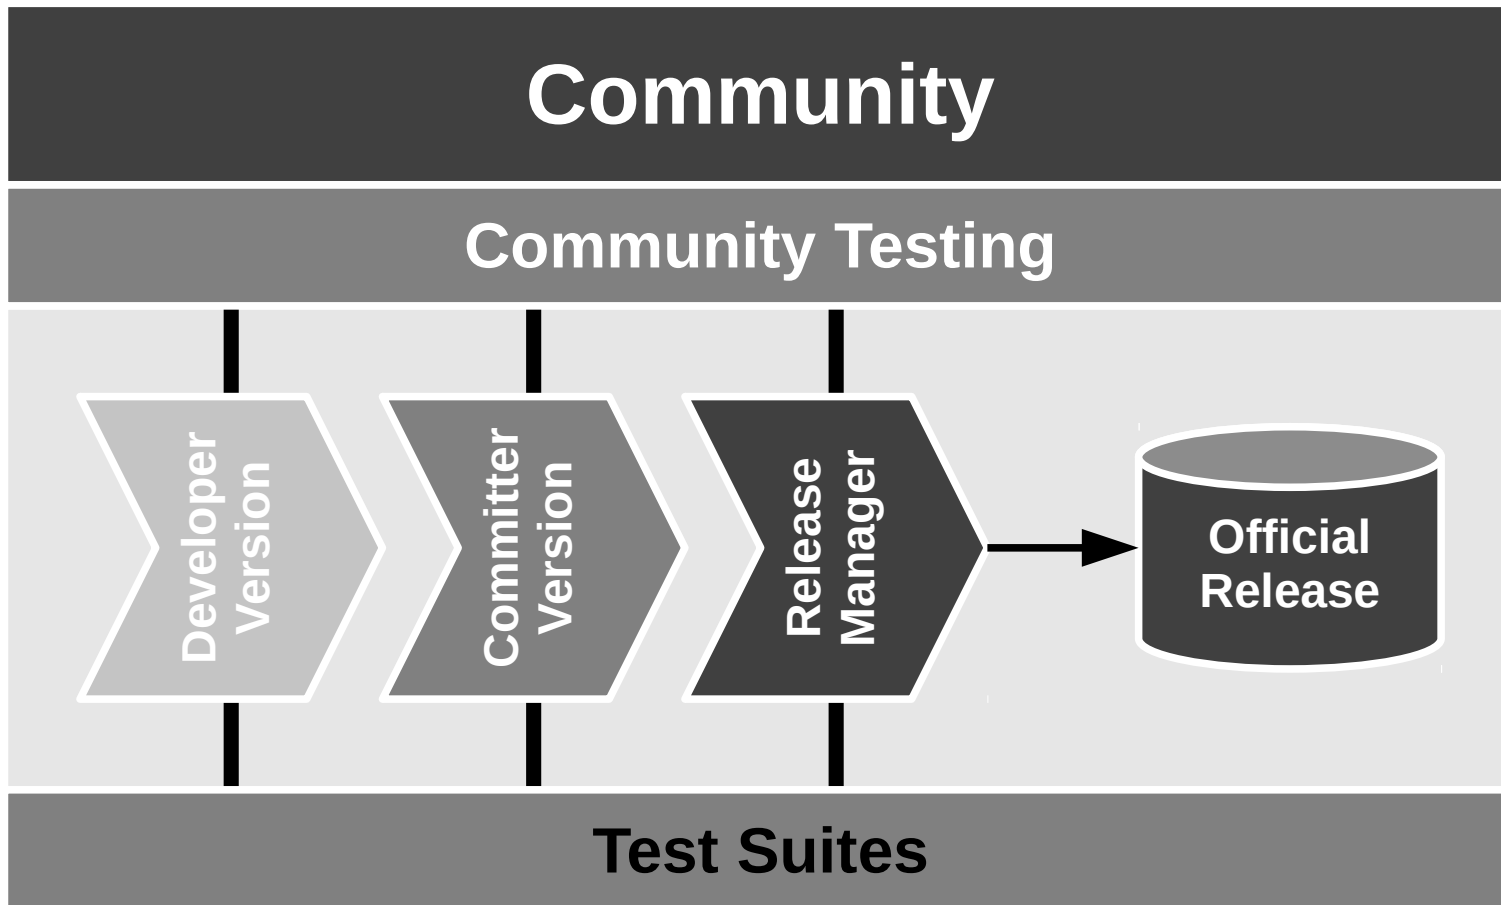 Community
Community Testing
Developer
Version
Committer
Version
Release
Manager
Official
Release
Test Suites